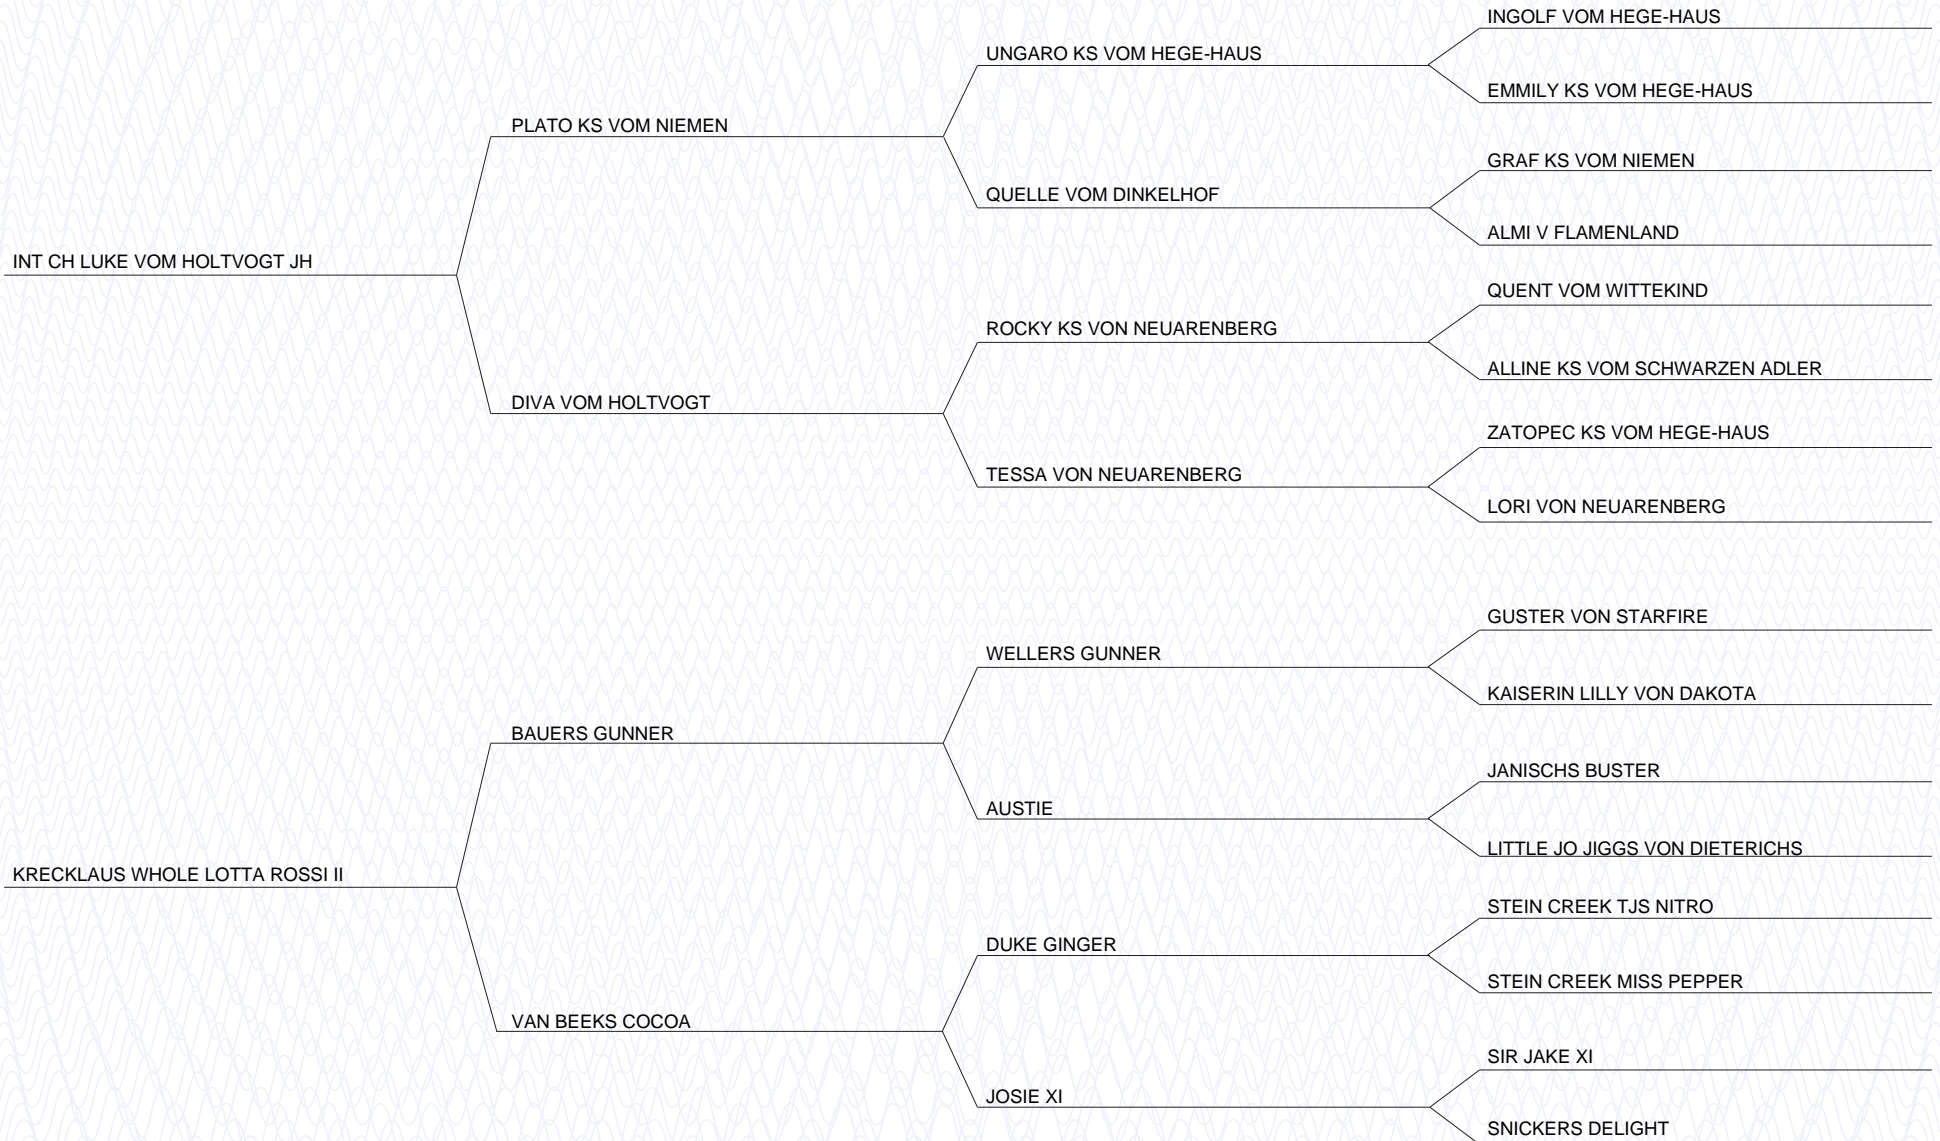 INGOLF VOM HEGE-HAUS
UNGARO KS VOM HEGE-HAUS
EMMILY KS VOM HEGE-HAUS
PLATO KS VOM NIEMEN
GRAF KS VOM NIEMEN
QUELLE VOM DINKELHOF
ALMI V FLAMENLAND
INT CH LUKE VOM HOLTVOGT JH
QUENT VOM WITTEKIND
ROCKY KS VON NEUARENBERG
ALLINE KS VOM SCHWARZEN ADLER
DIVA VOM HOLTVOGT
ZATOPEC KS VOM HEGE-HAUS
TESSA VON NEUARENBERG
LORI VON NEUARENBERG
GUSTER VON STARFIRE
WELLERS GUNNER
KAISERIN LILLY VON DAKOTA
BAUERS GUNNER
JANISCHS BUSTER
AUSTIE
LITTLE JO JIGGS VON DIETERICHS
KRECKLAUS WHOLE LOTTA ROSSI II
STEIN CREEK TJS NITRO
DUKE GINGER
STEIN CREEK MISS PEPPER
VAN BEEKS COCOA
SIR JAKE XI
JOSIE XI
SNICKERS DELIGHT